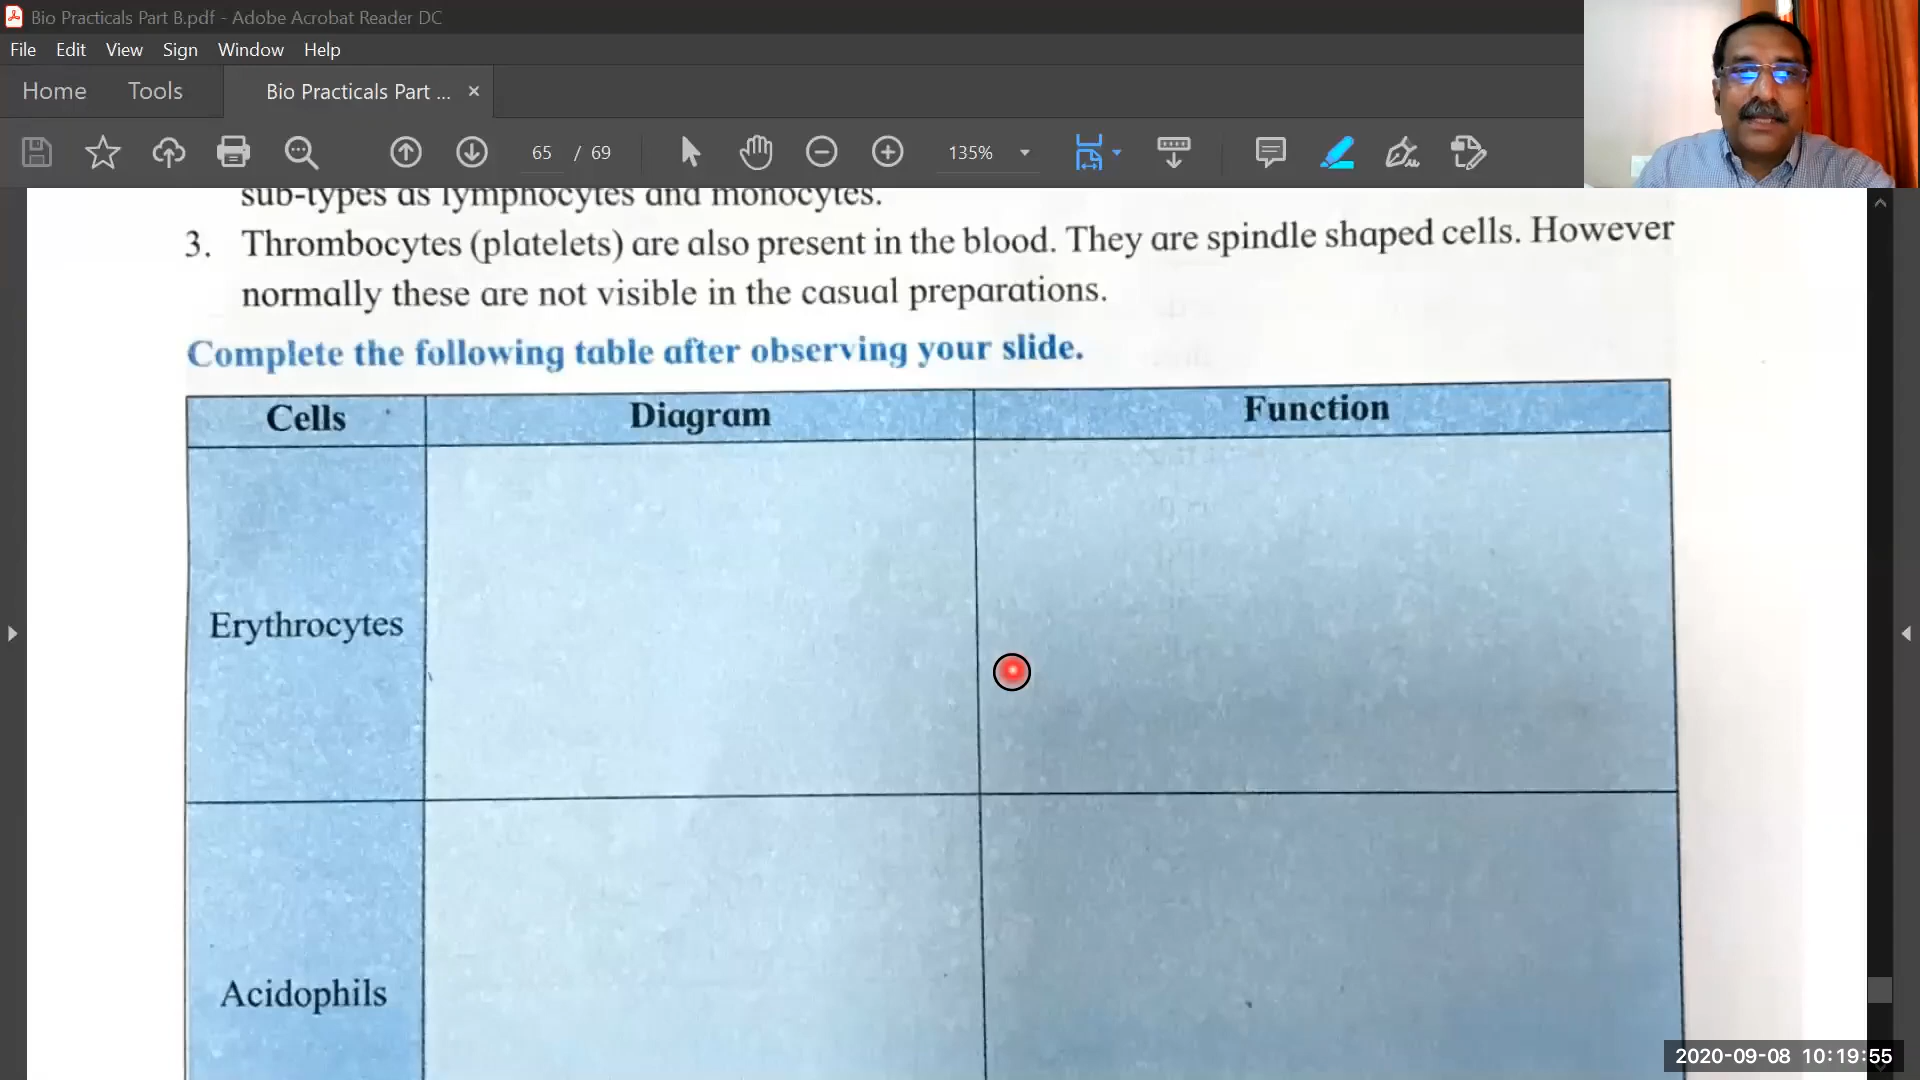 Bio Practicals Part B.pdf - Adobe Acrobat Reader DC
File Edit View Sign Window Help
Home Tools Bio Practicals Part ... ×
65 / 69 135%
sub-types as lymphocytes and monocytes.
3. Thrombocytes (platelets) are also present in the blood. They are spindle shaped cells. However
normally these are not visible in the casual preparations.
Complete the following table after observing your slide.
Cells Diagram Function
Erythrocytes
Acidophils
2020-09-08 10:19:55